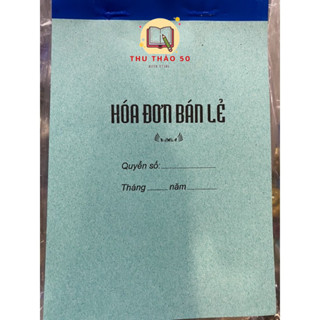 THU THẢO 50
HÓA ĐƠN BÁN LẺ
Quyển số:
Tháng năm